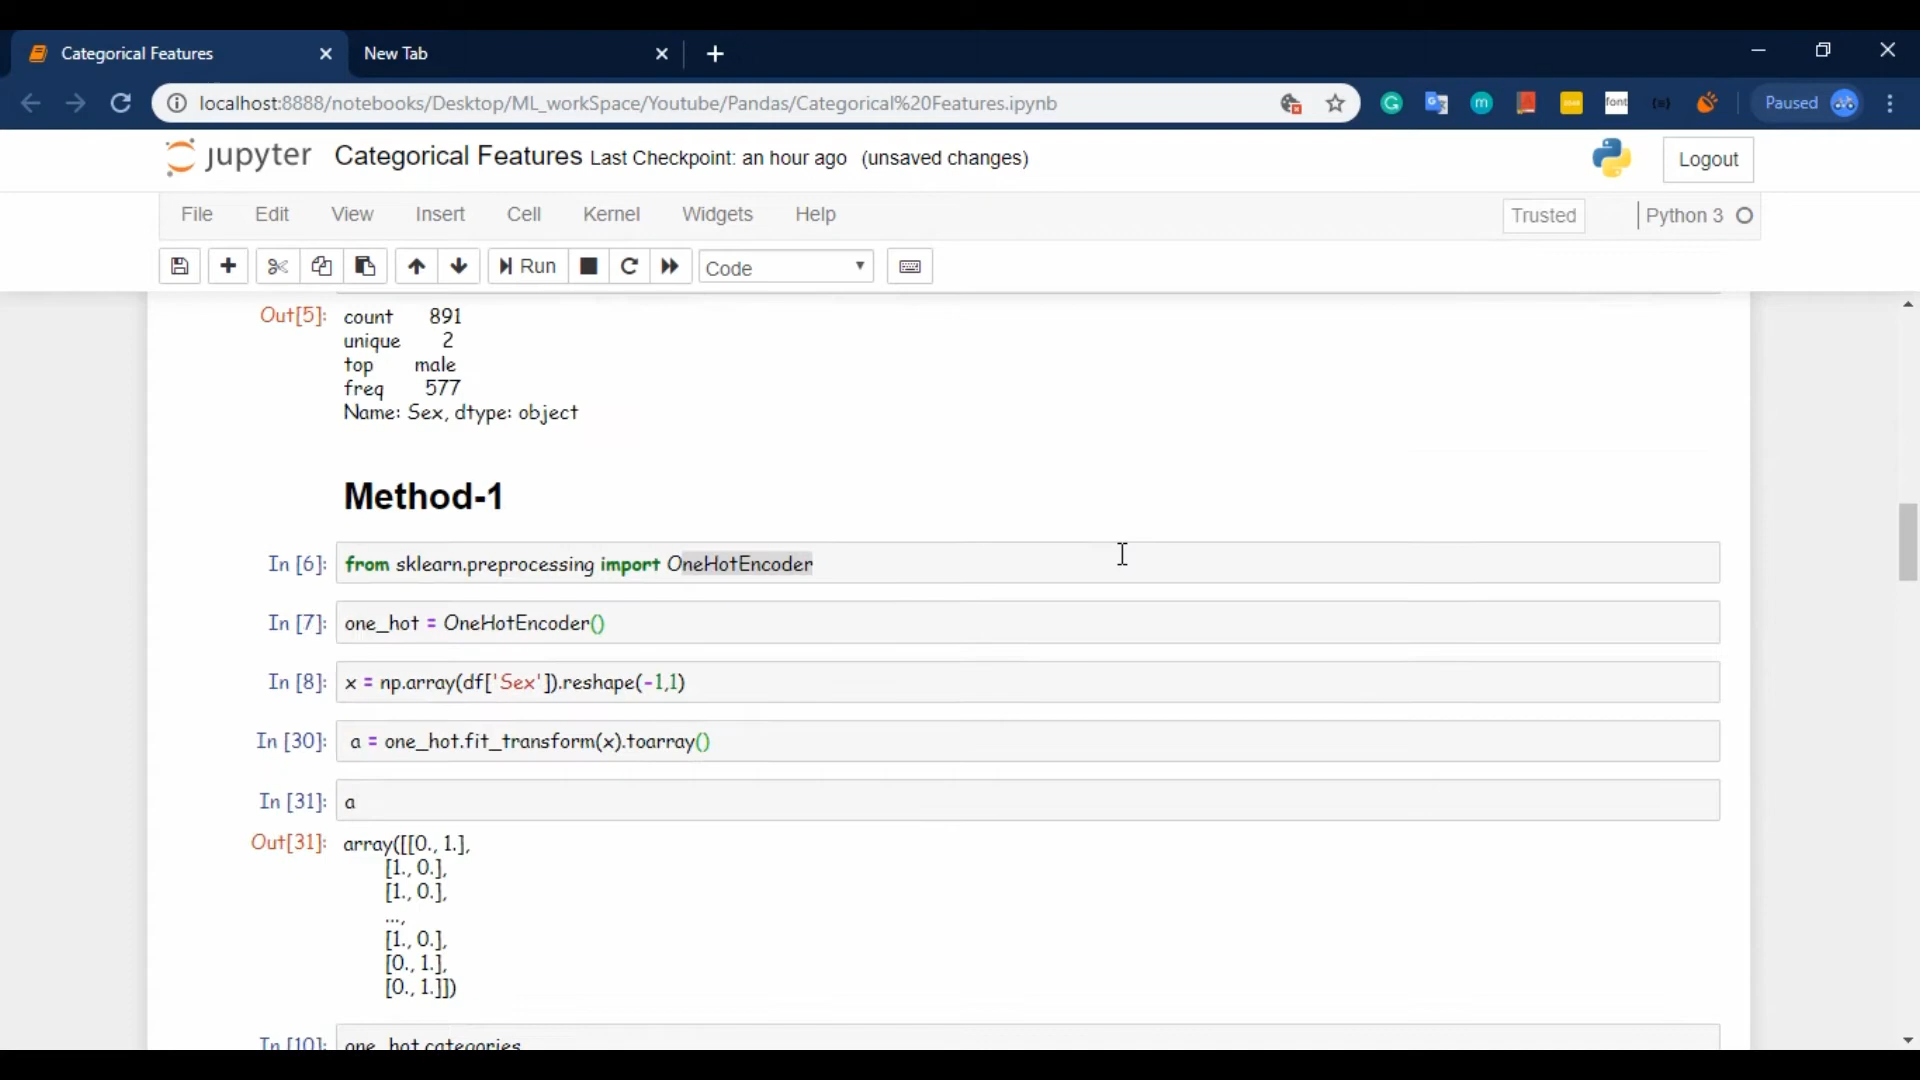 Categorical Features
New Tab
localhost:8888/notebooks/Desktop/ML_workSpace/Youtube/Pandas/Categorical%20Features.ipynb
Paused
jupyter Categorical Features Last Checkpoint: an hour ago (unsaved changes)
Logout
File Edit View Insert Cell Kernel Widgets Help
Trusted
Python 3
Run
Code
Out[5]: count 891
unique 2
top male
freq 577
Name: Sex, dtype: object
Method-1
In [6]: from sklearn.preprocessing import OneHotEncoder
In [7]: one_hot = OneHotEncoder()
In [8]: x = np.array(df['Sex']).reshape(-1,1)
In [30]: a = one_hot.fit_transform(x).toarray()
In [31]: a
Out[31]: array([[0., 1.],
[1., 0.],
[1., 0.],
...,
[1., 0.],
[0., 1.],
[0., 1.]])
In [10]: one_hot.categories